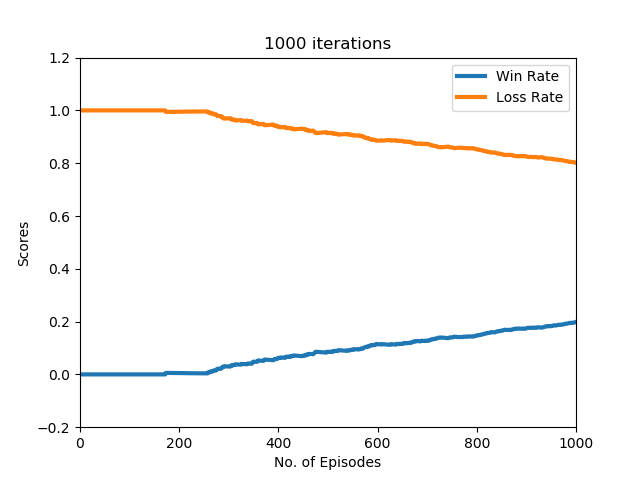 1000 iterations
Win Rate
Loss Rate
Scores
1.2
1.0
0.8
0.6
0.4
0.2
0.0
−0.2
0 200 400 600 800 1000
No. of Episodes